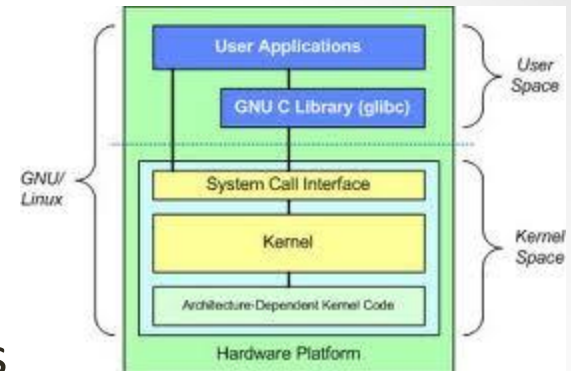 User Applications
User
Space
GNU C Library (glibc)
GNU/
Linux
System Call Interface
Kernel
Kernel
Space
Architecture-Dependent Kernel Code
Hardware Platform
s